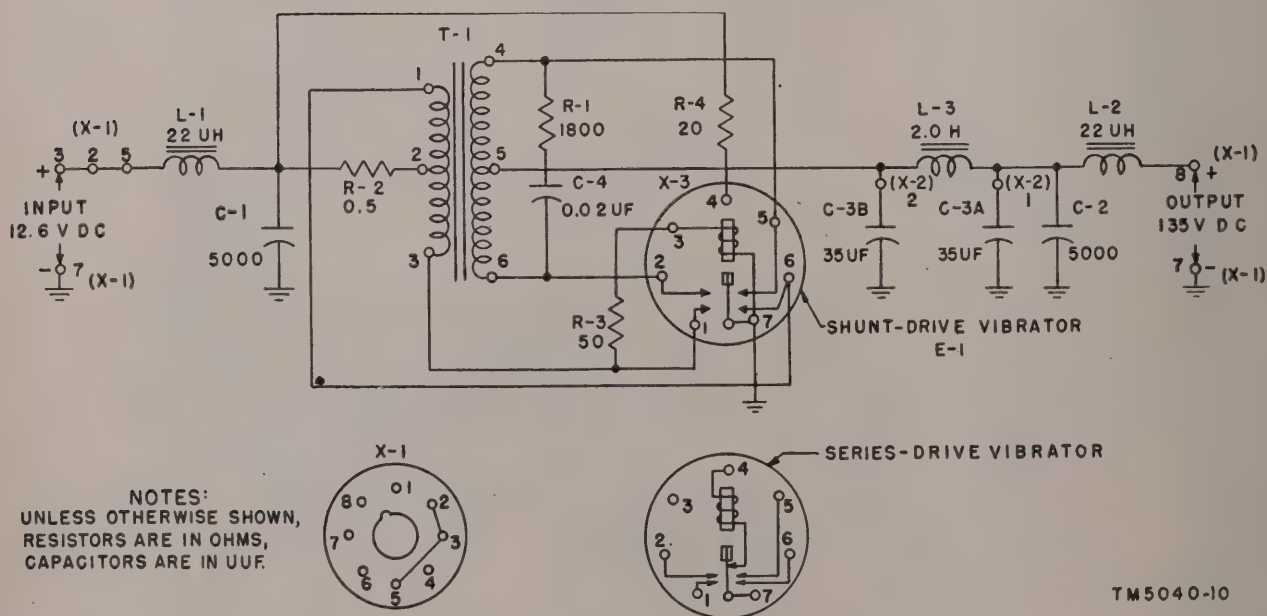 T-1
4
1
R-1
1800
R-4
20
L-3
2.0 H
L-2
22 UH
(X-1)
L-1
22 UH
+ 3 2 5
2
5
8 + (X-1)
R-2
0.5
C-4
0.02UF
X-3
(X-2)
2
(X-2)
1
INPUT
12.6 V DC
C-1
5000
4
5
3
C-3B
35UF
C-3A
35UF
C-2
5000
OUTPUT
135 V DC
- 7 (X-1)
3
6
2
6
7 - (X-1)
R-3
50
1
7
SHUNT-DRIVE VIBRATOR
E-1
X-1
SERIES-DRIVE VIBRATOR
1
2
3
4
5
6
7
8
4
3
5
2
6
1
7
NOTES:
UNLESS OTHERWISE SHOWN,
RESISTORS ARE IN OHMS,
CAPACITORS ARE IN UUF.
TM5040-10